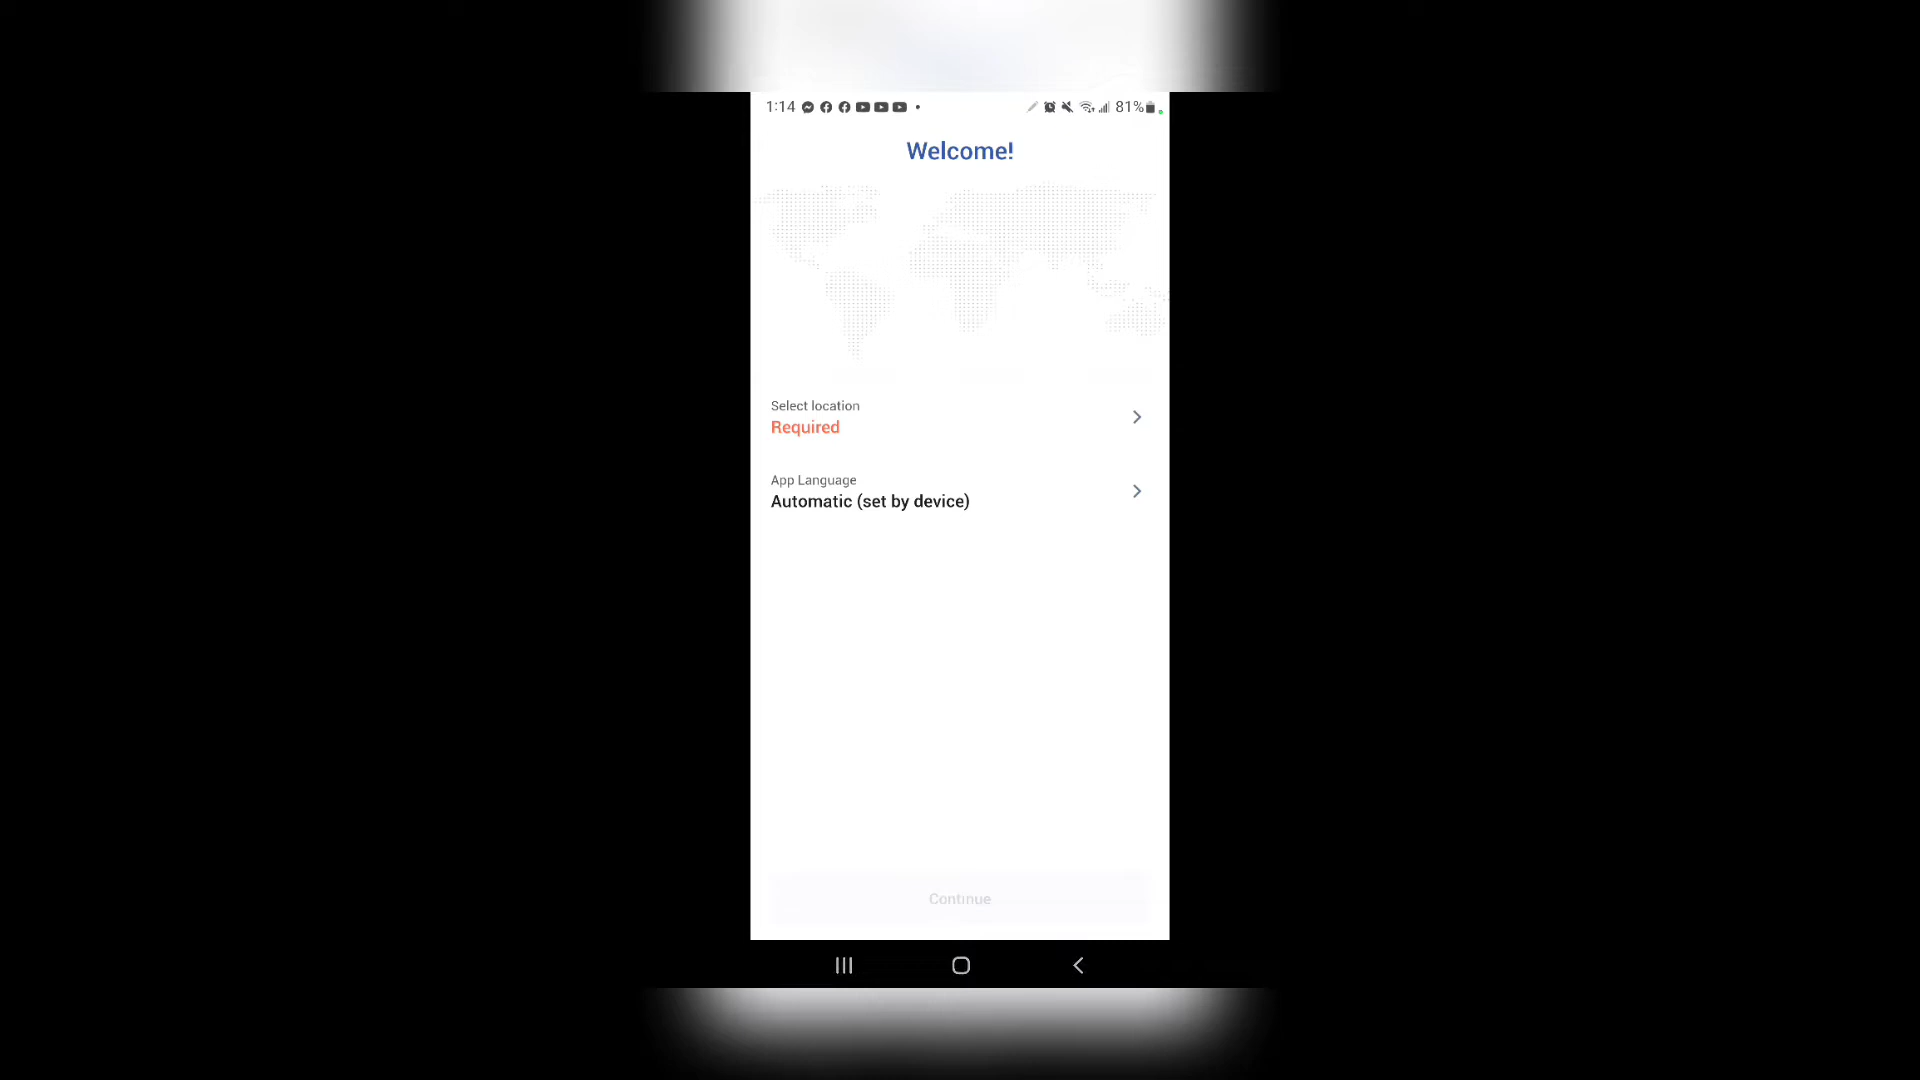 1:14 81%
Welcome!
Select location
Required
App Language
Automatic (set by device)
Continue